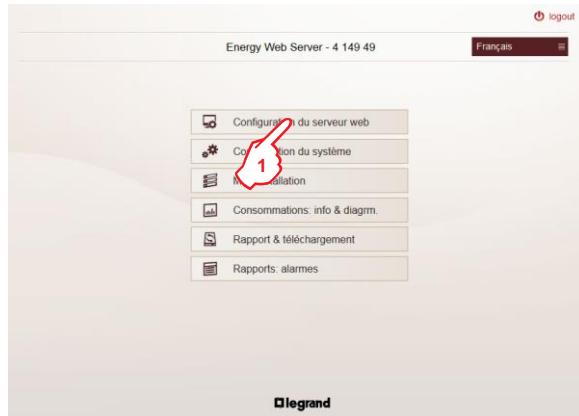 logout
Energy Web Server - 4 149 49
Français
Configuration du serveur web
du système
1
Consommations: info & diagrm.
Rapport & téléchargement
Rapports: alarmes
legrand